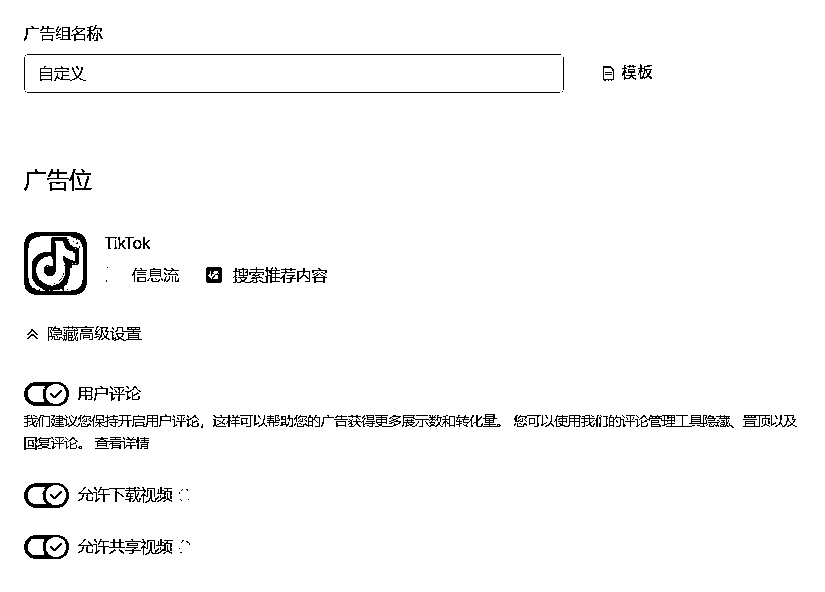 广告组名称
自定义
模板
广告位
TikTok
信息流 搜索推荐内容
隐藏高级设置
用户评论
我们建议您保持开启用户评论，这样可以帮助您的广告获得更多展示数和转化量。 您可以使用我们的评论管理工具隐藏、置顶以及
回复评论。 查看详情
允许下载视频
允许共享视频